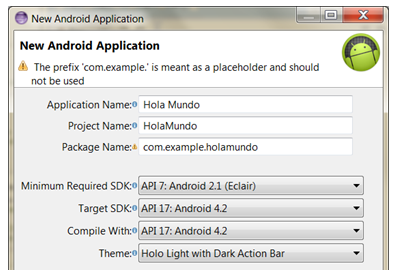 New Android Application
New Android Application
The prefix 'com.example.' is meant as a placeholder and should
not be used
Application Name: Hola Mundo
Project Name: HolaMundo
Package Name: com.example.holamundo
Minimum Required SDK: API 7: Android 2.1 (Eclair)
Target SDK: API 17: Android 4.2
Compile With: API 17: Android 4.2
Theme: Holo Light with Dark Action Bar